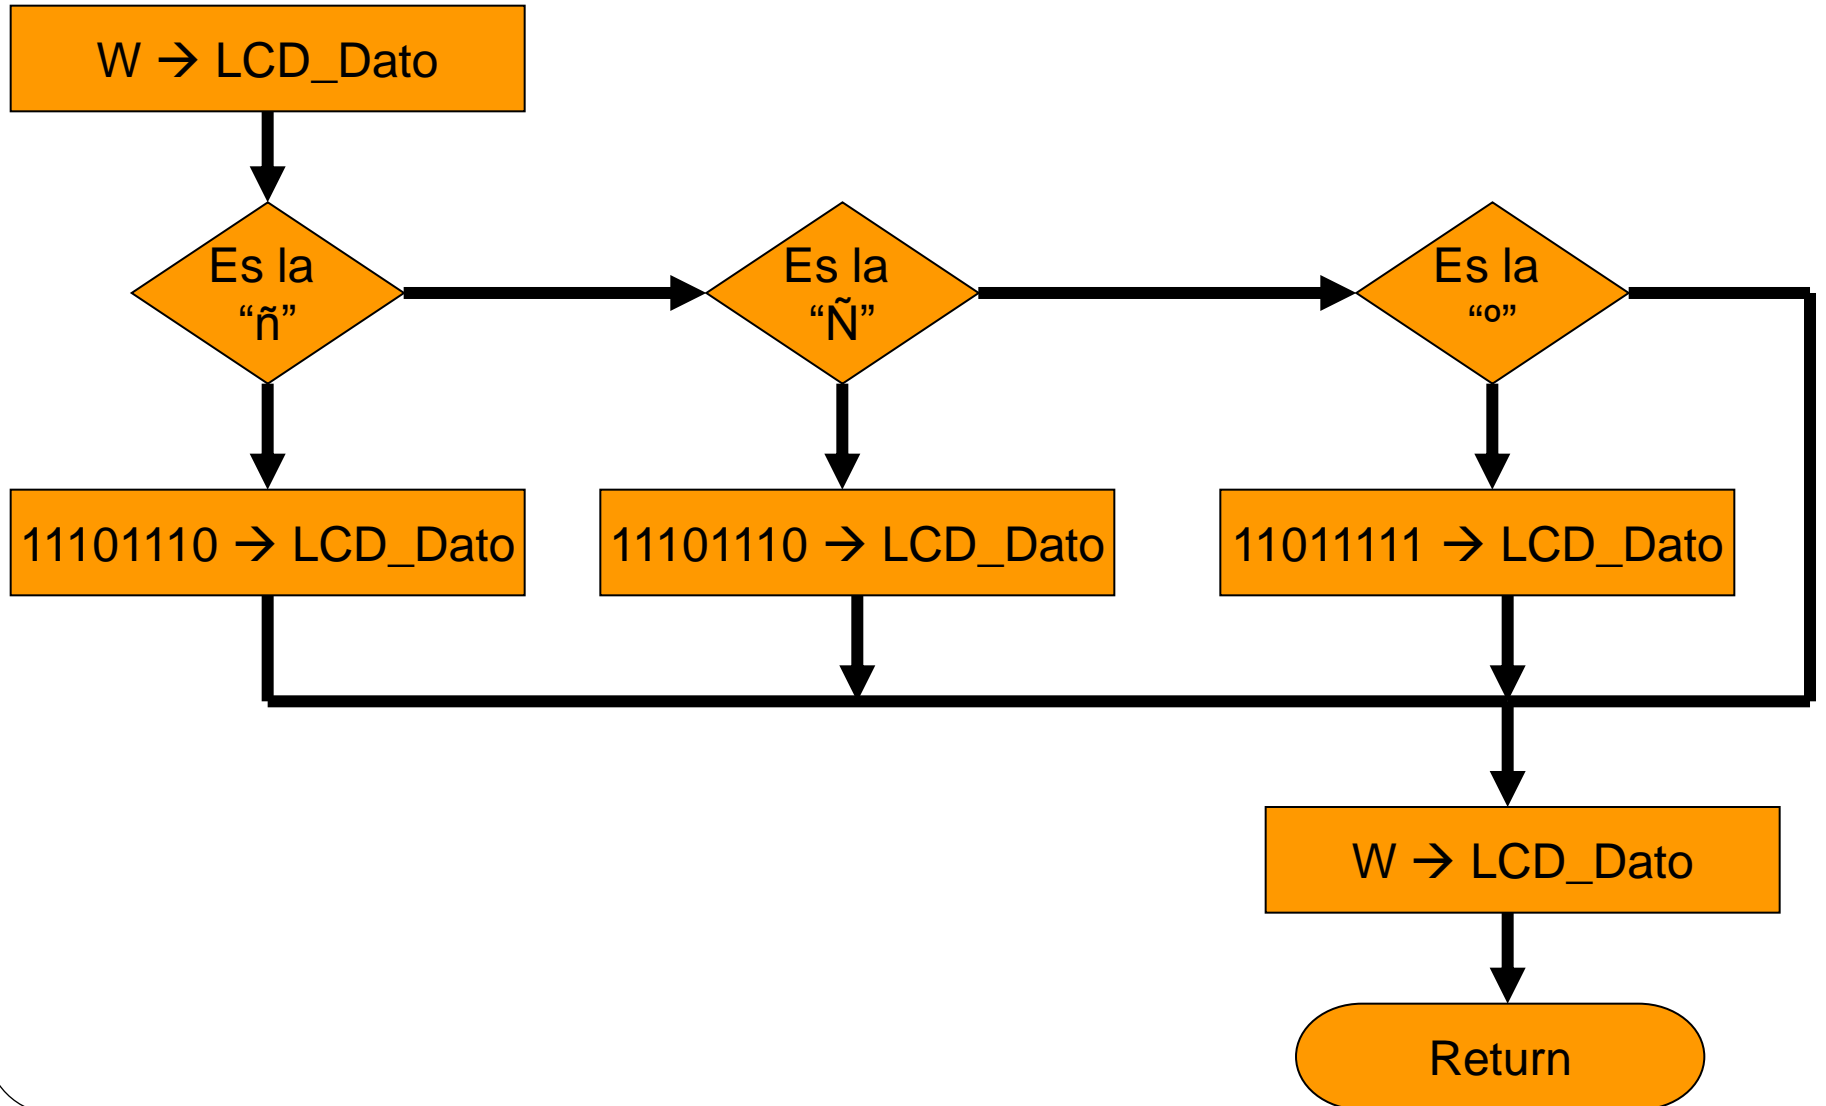 W → LCD_Dato
Es la
“ñ”
Es la
“Ñ”
Es la
“º”
11101110 → LCD_Dato
11101110 → LCD_Dato
11011111 → LCD_Dato
W → LCD_Dato
Return